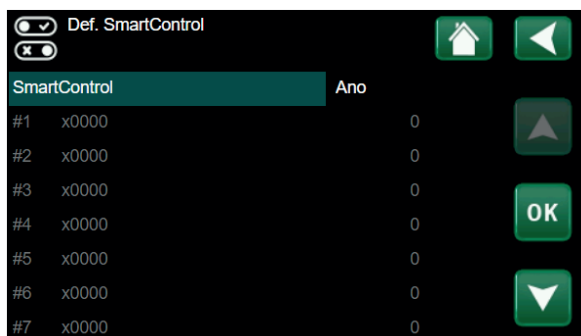 Def. SmartControl
SmartControl Ano
#1 x0000 0
#2 x0000 0
#3 x0000 0
#4 x0000 0
OK
#5 x0000 0
#6 x0000 0
#7 x0000 0